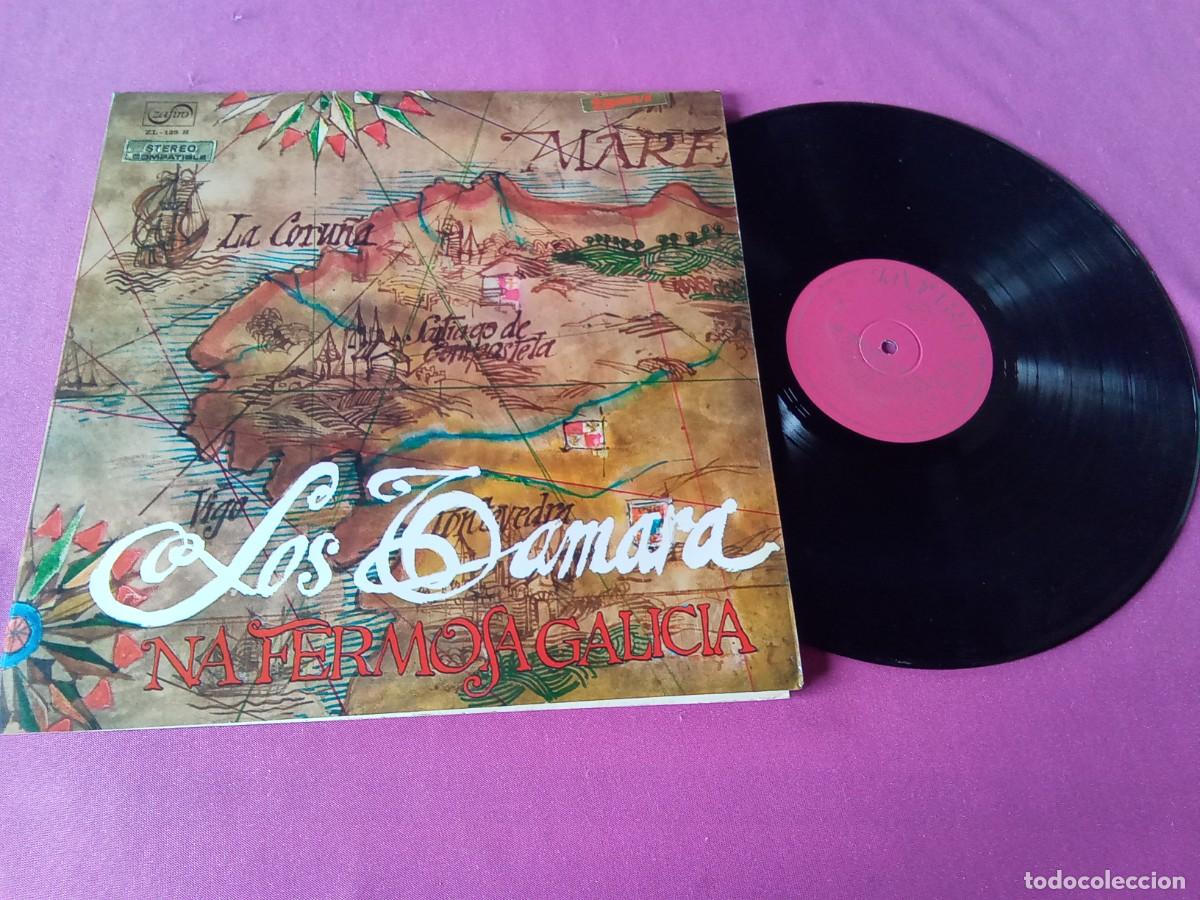 Zafiro
ZL-129 S
STEREO
COMPATIBLE
MARE
La Coruña
Santiago de
Compostela
Vigo
Pontevedra
Los Tamara
NA FERMOSA GALICIA
todocoleccion